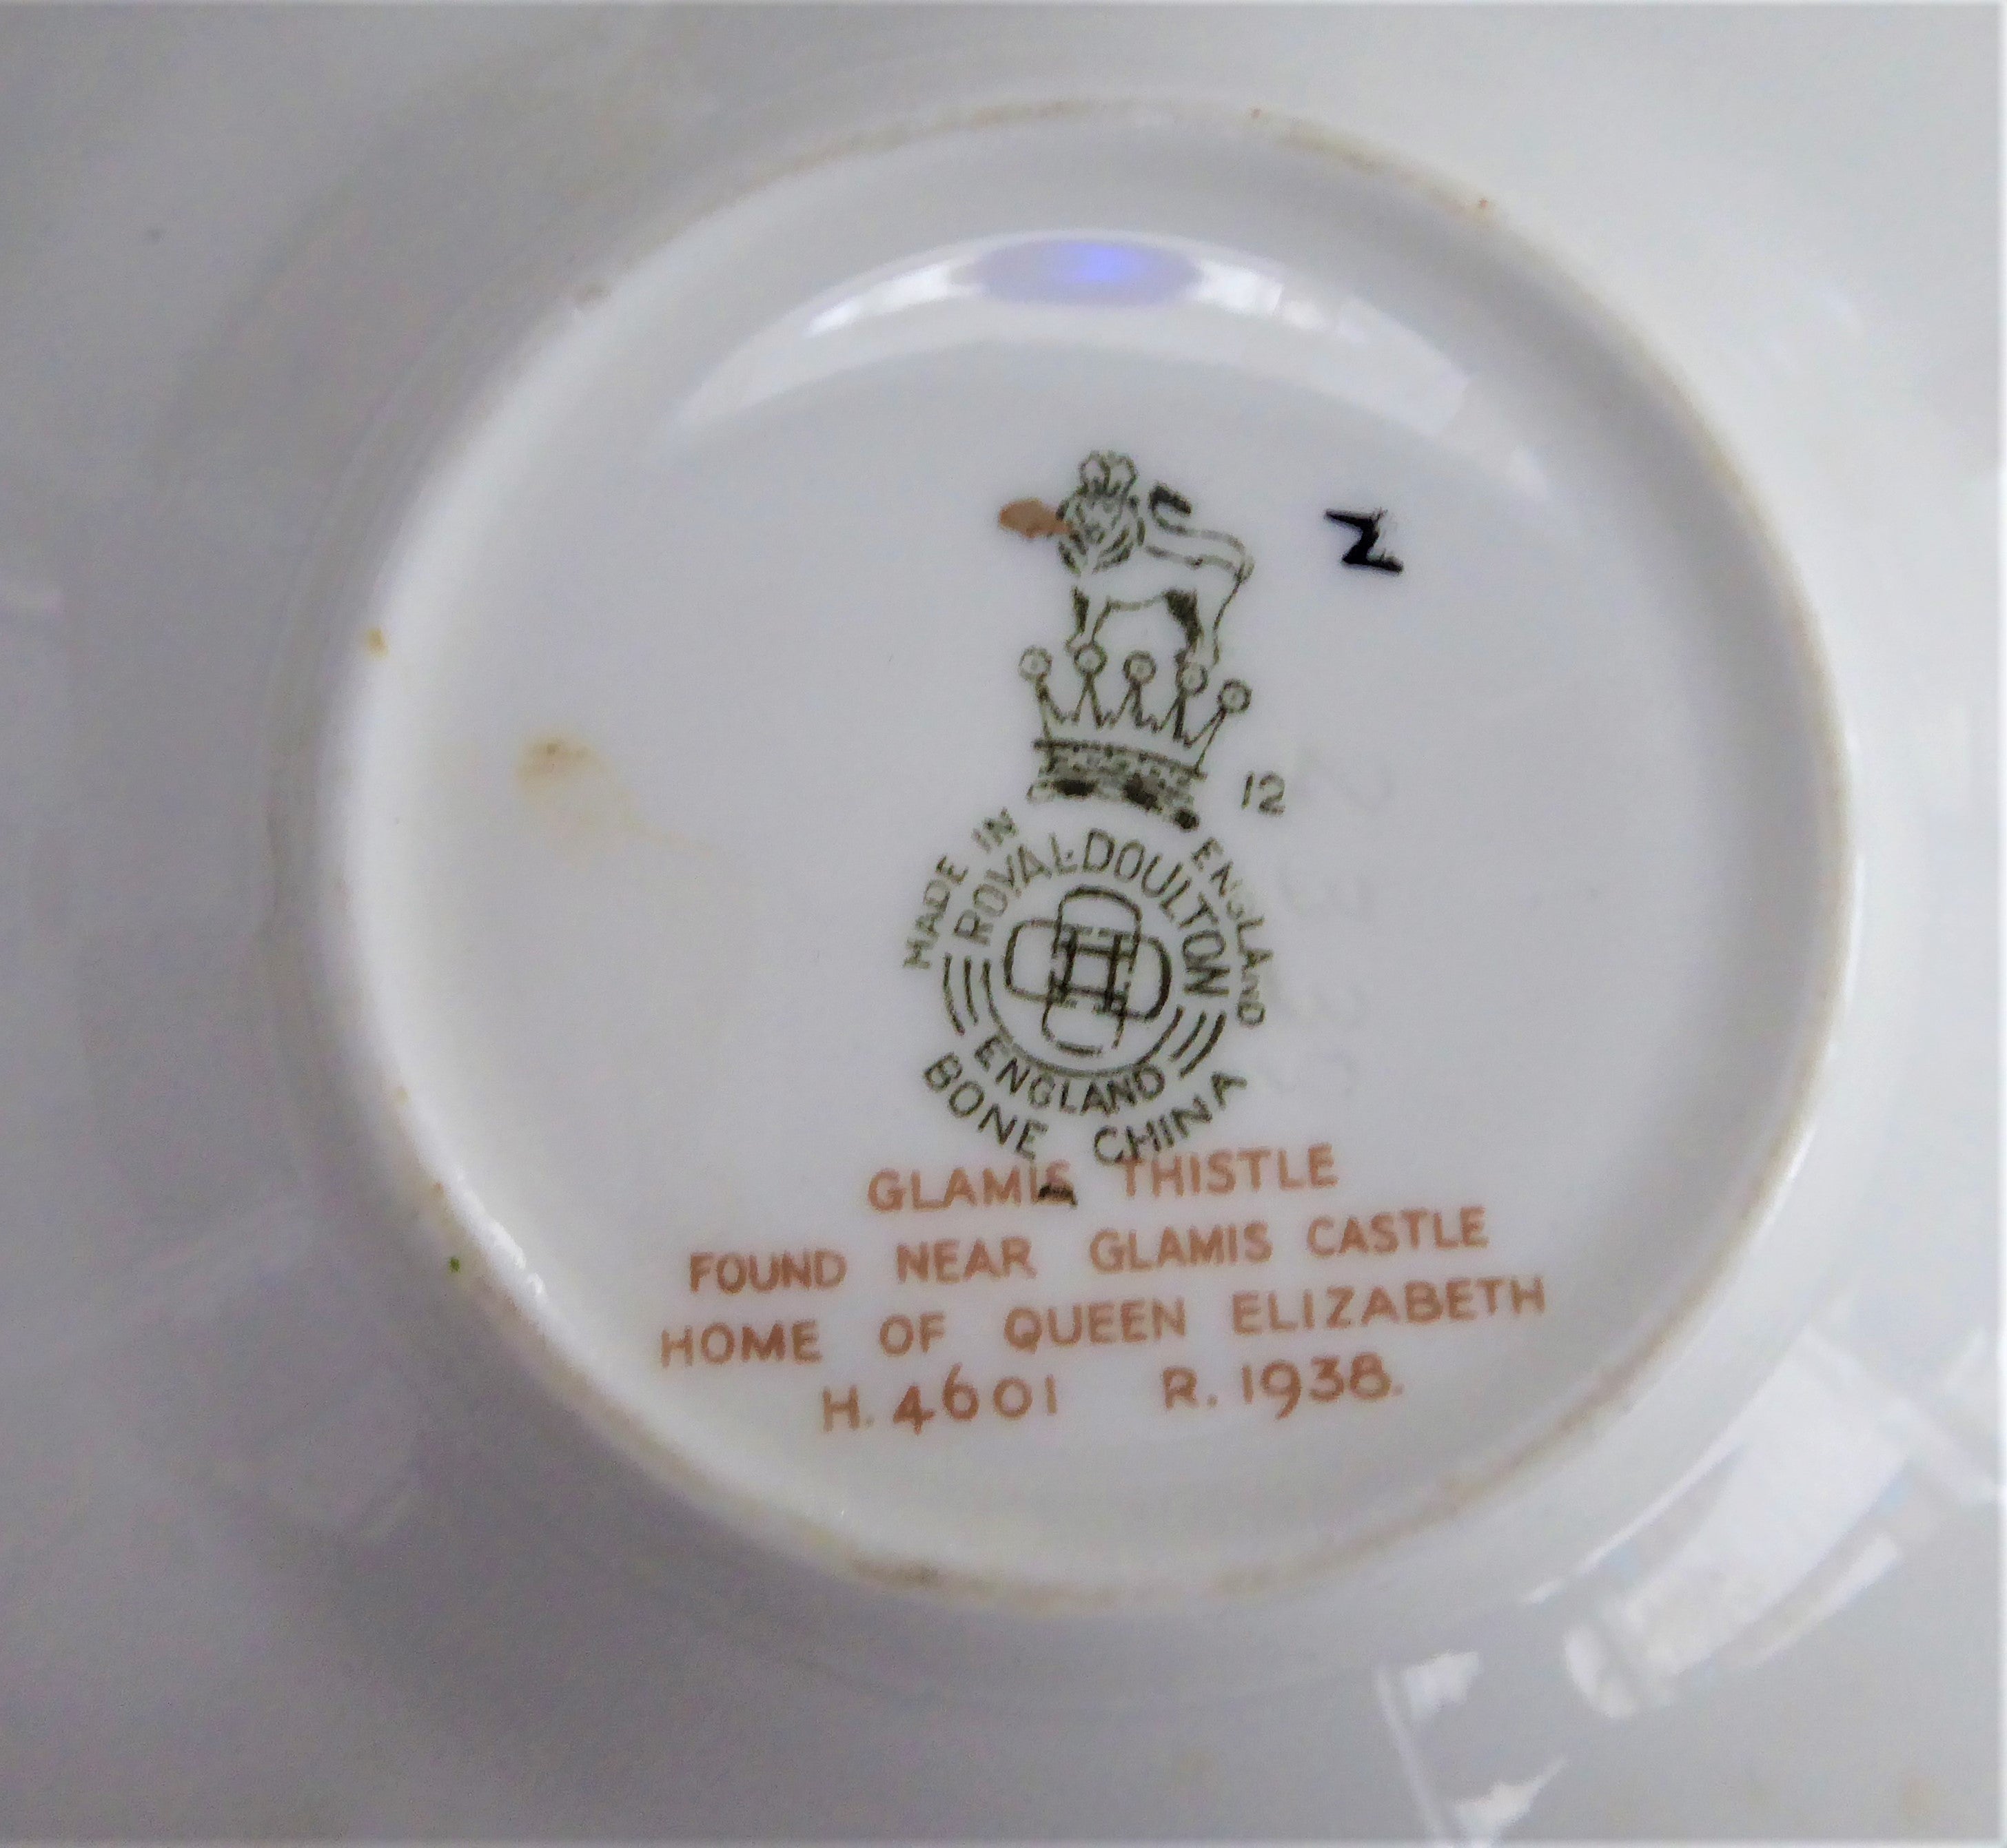 N
12
MADE IN ENGLAND
ROYAL DOULTON
ENGLAND
BONE CHINA
GLAMIS THISTLE
FOUND NEAR GLAMIS CASTLE
HOME OF QUEEN ELIZABETH
H. 4601 R. 1938.